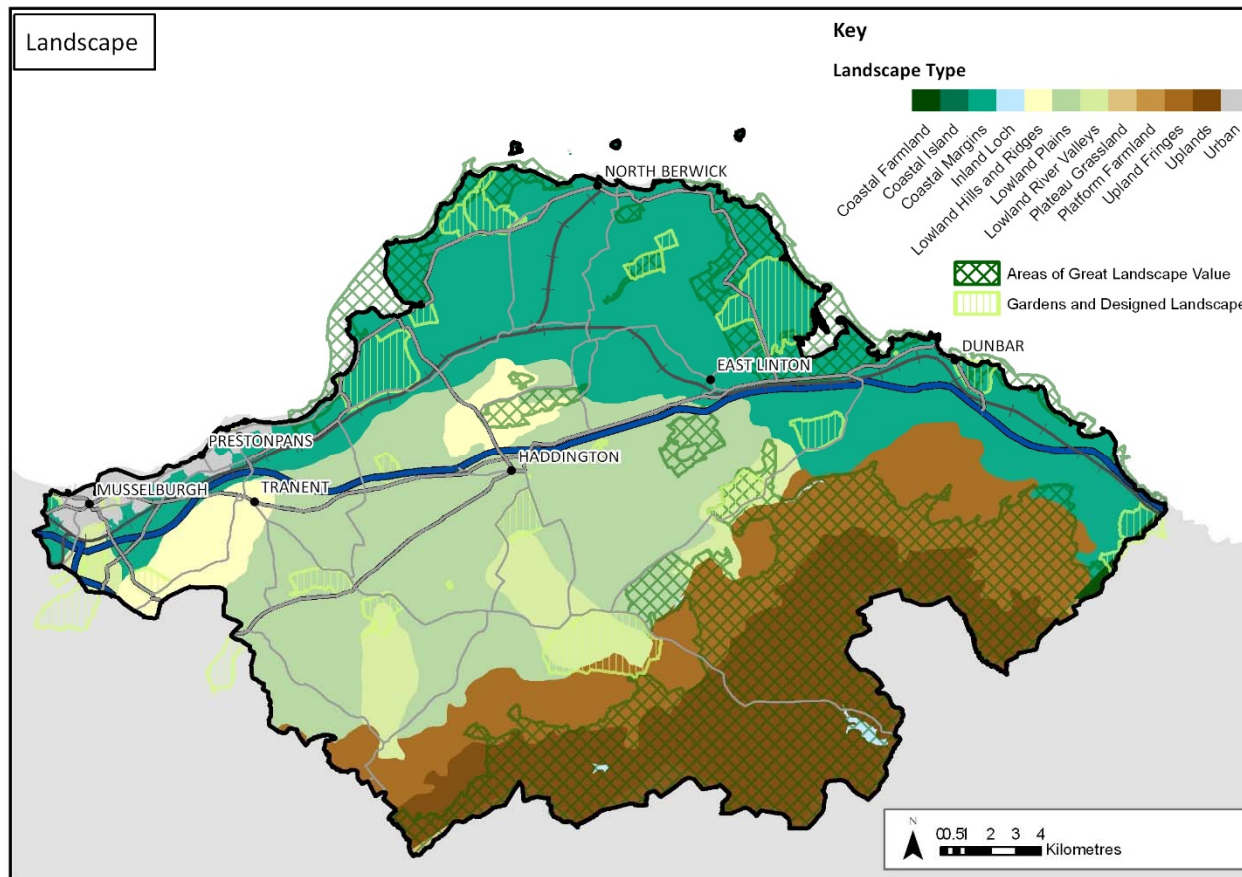 Landscape
Key
Landscape Type
Coastal Farmland
Coastal Island
Coastal Margins
Inland Loch
Lowland Hills and Ridges
Lowland Plains
Lowland River Valleys
Plateau Grassland
Platform Farmland
Upland Fringes
Uplands
Urban
Areas of Great Landscape Value
Gardens and Designed Landscape
NORTH BERWICK
DUNBAR
EAST LINTON
PRESTONPANS
HADDINGTON
MUSSELBURGH
TRANENT
N
0 0.5 1 2 3 4
Kilometres